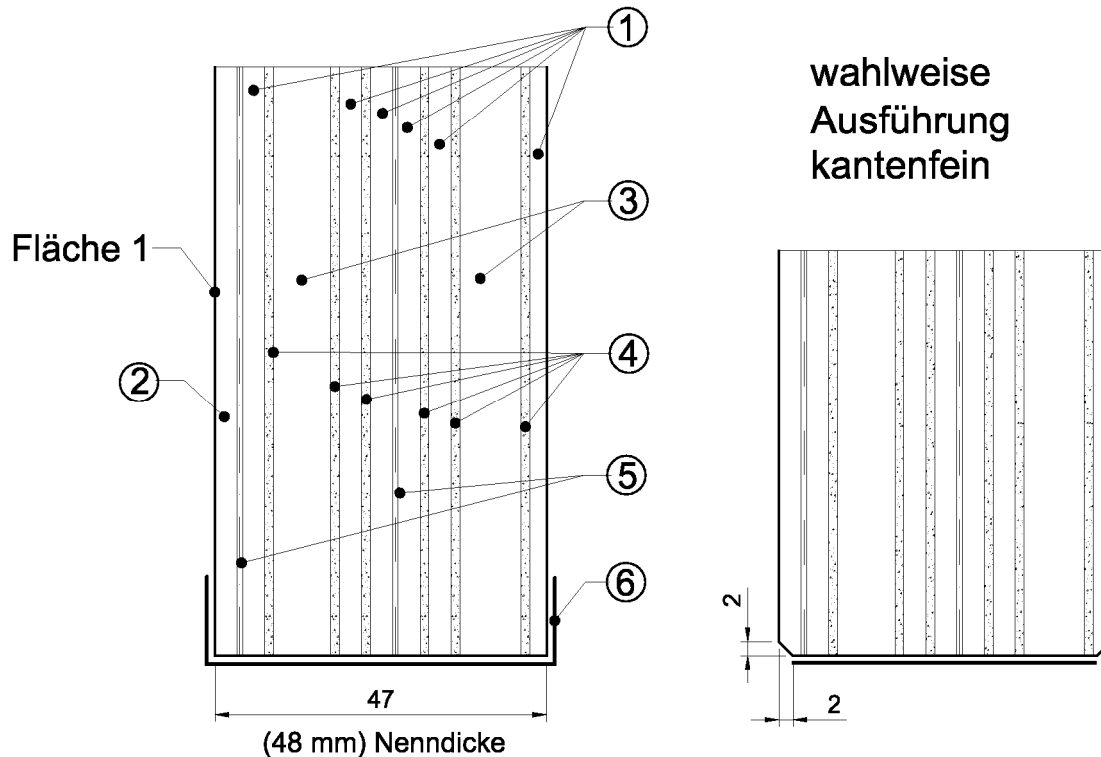 1
wahlweise
Ausführung
kantenfein
3
Fläche 1
4
2
5
6
2
47
2
(48 mm) Nenndicke